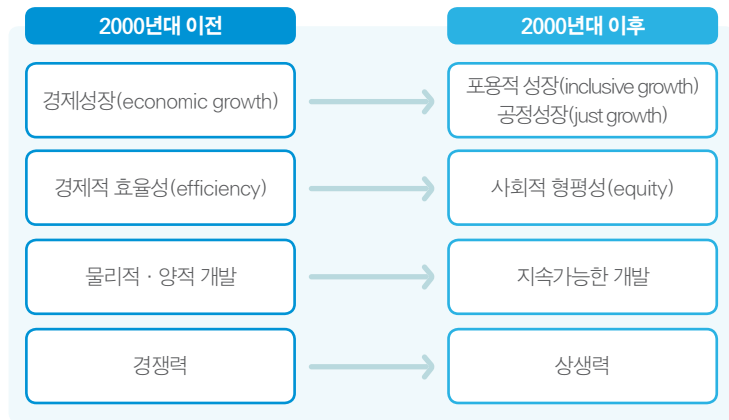 2000년대 이전
2000년대 이후
경제성장(economic growth)
포용적 성장(inclusive growth)
공정성장(just growth)
경제적 효율성(efficiency)
사회적 형평성(equity)
물리적 · 양적 개발
지속가능한 개발
경쟁력
상생력